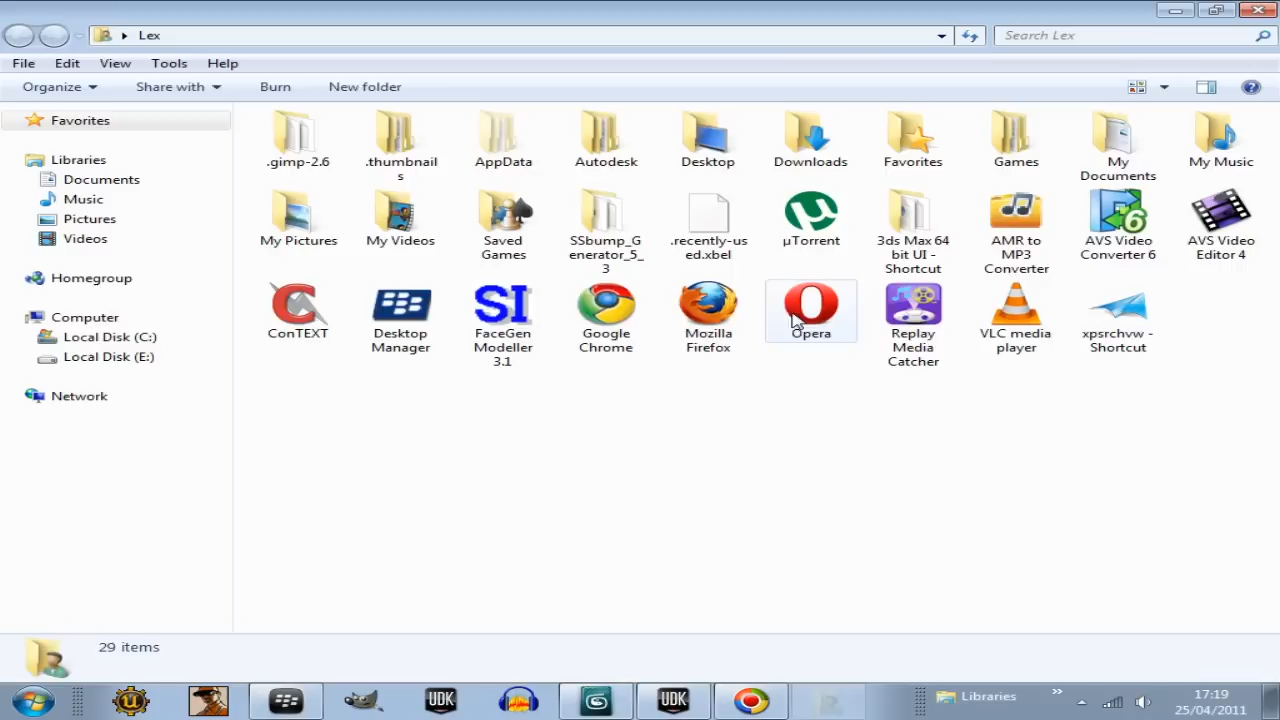 Lex
Search Lex
File Edit View Tools Help
Organize Share with Burn New folder
Favorites
Libraries
Documents
Music
Pictures
Videos
Homegroup
Computer
Local Disk (C:)
Local Disk (E:)
Network
.gimp-2.6
.thumbnail
s
AppData
Autodesk
Desktop
Downloads
Favorites
Games
My
Documents
My Music
My Pictures
My Videos
Saved
Games
SSbump_G
enerator_5_
3
.recently-us
ed.xbel
µTorrent
3ds Max 64
bit UI -
Shortcut
AMR to
MP3
Converter
AVS Video
Converter 6
6
AVS Video
Editor 4
ConTEXT
Desktop
Manager
SI
FaceGen
Modeller
3.1
Google
Chrome
Mozilla
Firefox
Opera
Replay
Media
Catcher
VLC media
player
xpsrchvw -
Shortcut
29 items
UDK
UDK
Libraries
17:19
25/04/2011